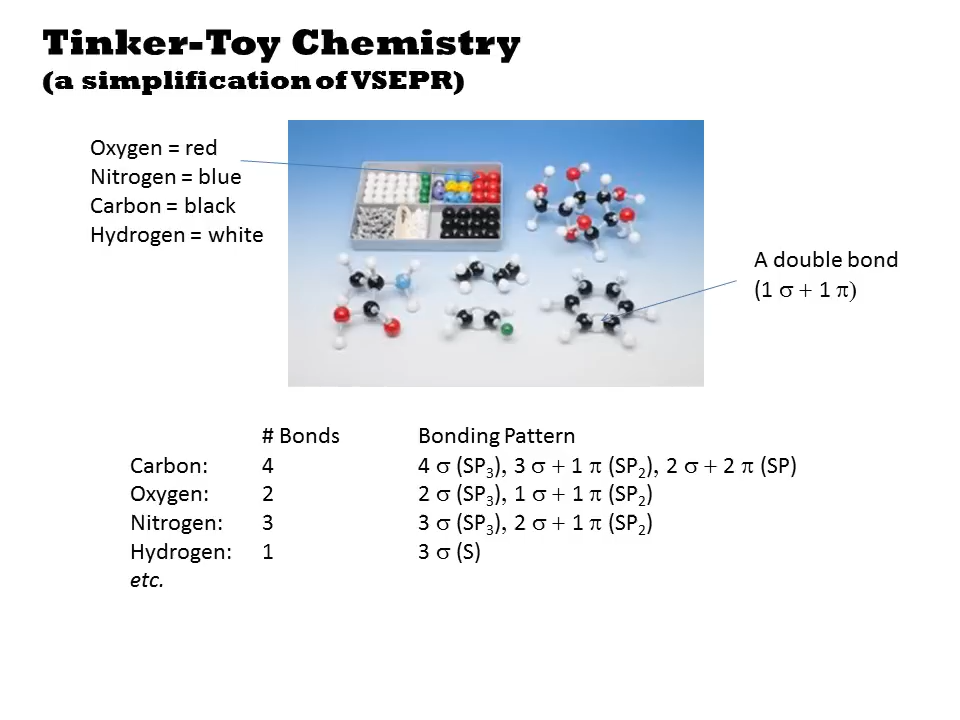 Tinker-Toy Chemistry
(a simplification of VSEPR)
Oxygen = red
Nitrogen = blue
Carbon = black
Hydrogen = white
A double bond
(1 σ + 1 π)
# Bonds Bonding Pattern
Carbon: 4 4 σ (SP₃), 3 σ + 1 π (SP₂), 2 σ + 2 π (SP)
Oxygen: 2 2 σ (SP₃), 1 σ + 1 π (SP₂)
Nitrogen: 3 3 σ (SP₃), 2 σ + 1 π (SP₂)
Hydrogen: 1 3 σ (S)
etc.